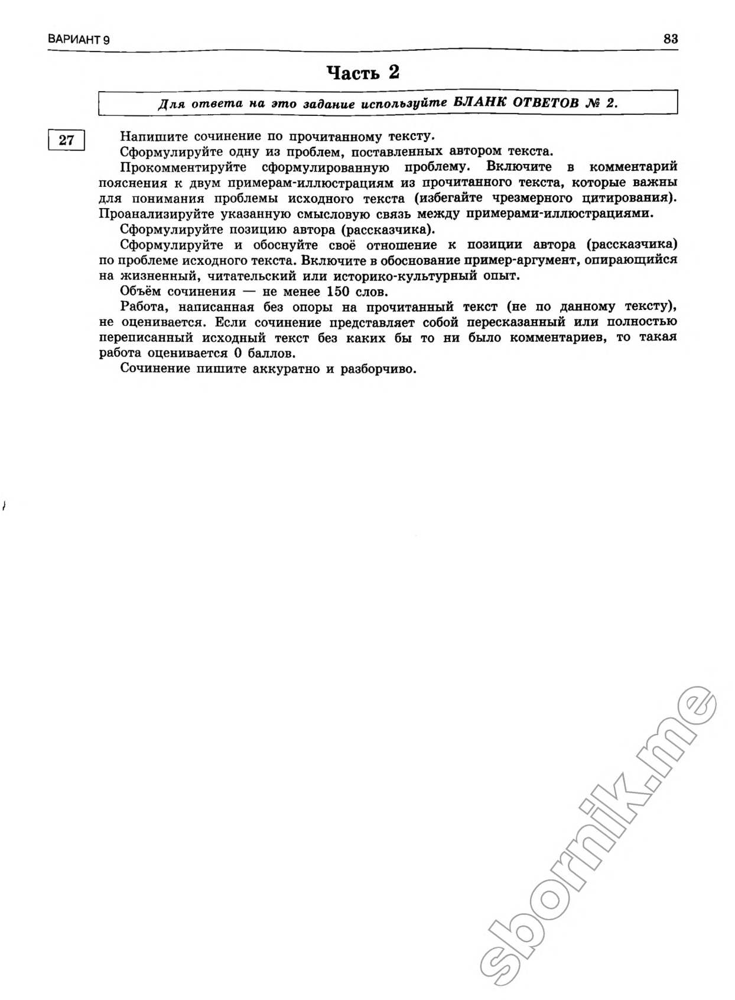 ВАРИАНТ 9
83
Часть 2
Для ответа на это задание используйте БЛАНК ОТВЕТОВ № 2.
27
Напишите сочинение по прочитанному тексту.
Сформулируйте одну из проблем, поставленных автором текста.
Прокомментируйте сформулированную проблему. Включите в комментарий
пояснения к двум примерам-иллюстрациям из прочитанного текста, которые важны
для понимания проблемы исходного текста (избегайте чрезмерного цитирования).
Проанализируйте указанную смысловую связь между примерами-иллюстрациями.
Сформулируйте позицию автора (рассказчика).
Сформулируйте и обоснуйте своё отношение к позиции автора (рассказчика)
по проблеме исходного текста. Включите в обоснование пример-аргумент, опирающийся
на жизненный, читательский или историко-культурный опыт.
Объём сочинения — не менее 150 слов.
Работа, написанная без опоры на прочитанный текст (не по данному тексту),
не оценивается. Если сочинение представляет собой пересказанный или полностью
переписанный исходный текст без каких бы то ни было комментариев, то такая
работа оценивается 0 баллов.
Сочинение пишите аккуратно и разборчиво.
sbornik.me